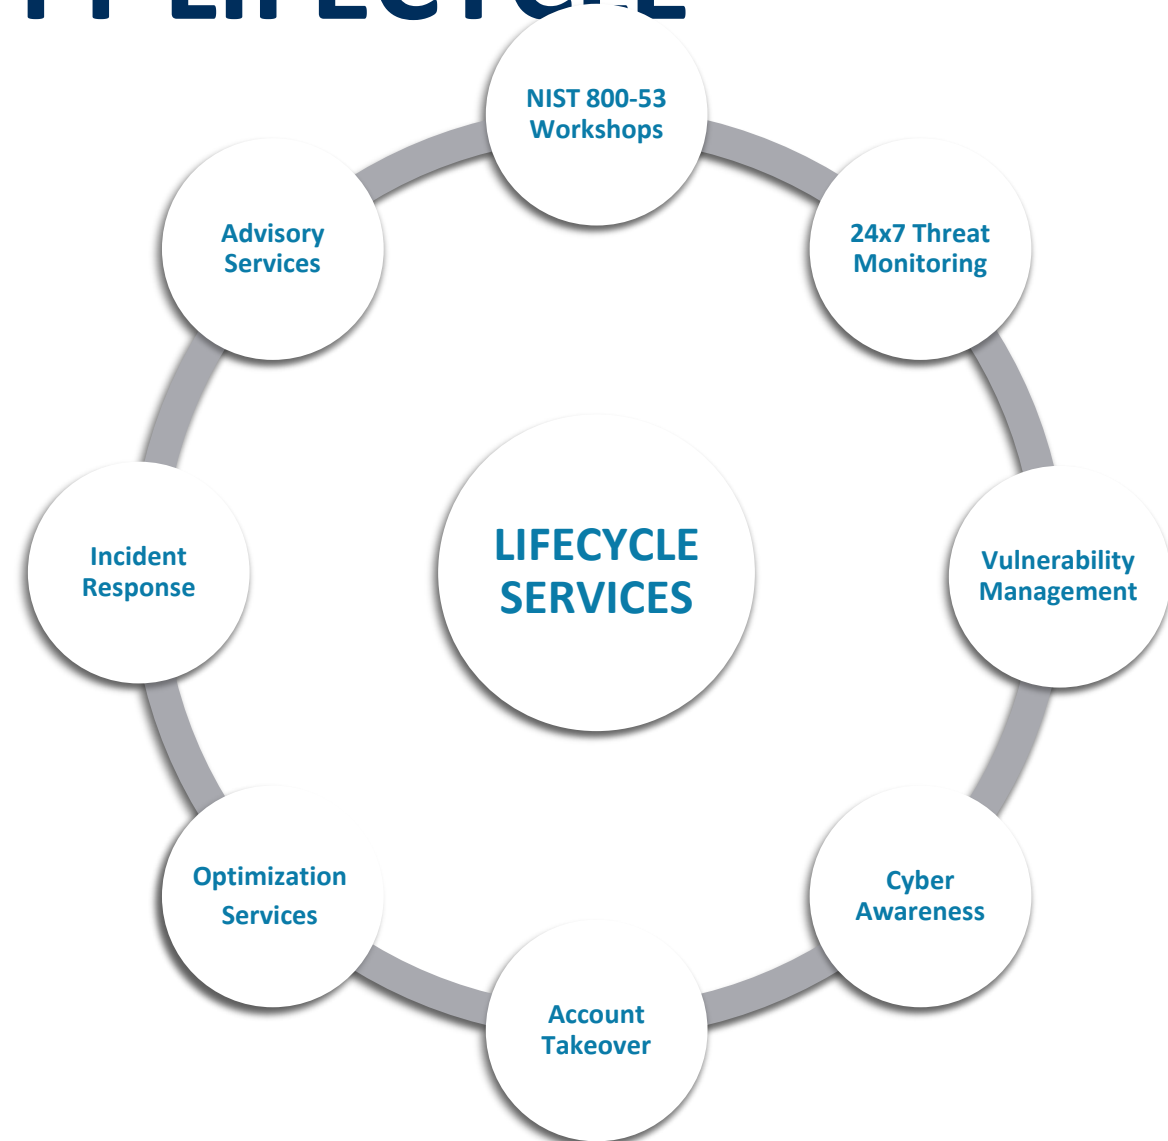 LIFECYCLE
NIST 800-53
Workshops
24x7 Threat
Monitoring
Vulnerability
Management
Cyber
Awareness
Account
Takeover
Optimization
Services
Incident
Response
Advisory
Services
LIFECYCLE
SERVICES